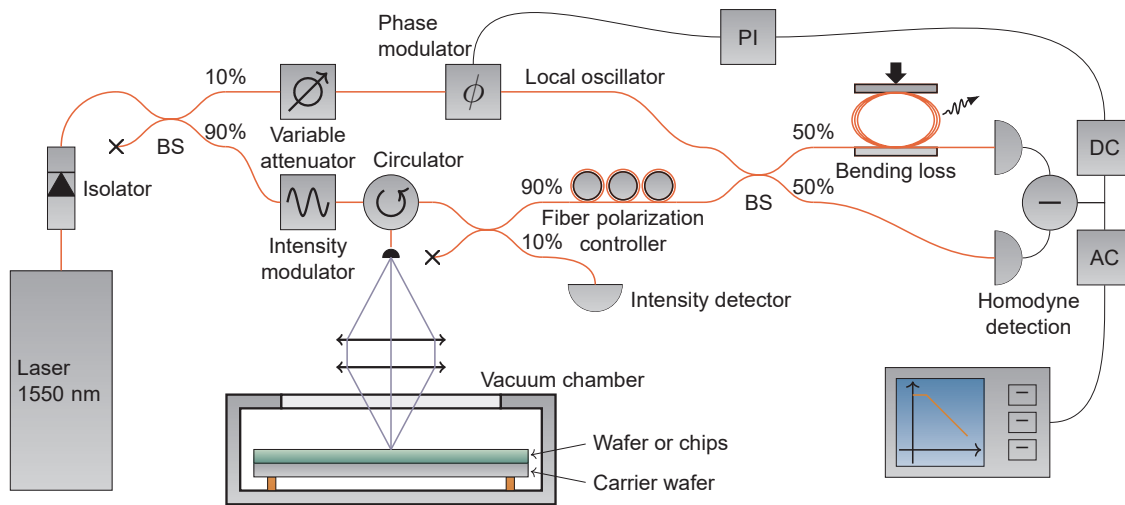 Phase
modulator
PI
10%
Local oscillator
ϕ
90%
BS
Variable
attenuator
50%
DC
Isolator
Circulator
Bending loss
90%
50%
BS
Fiber polarization
controller
Intensity
modulator
10%
AC
Intensity detector
Homodyne
detection
Laser
1550 nm
Vacuum chamber
Wafer or chips
Carrier wafer